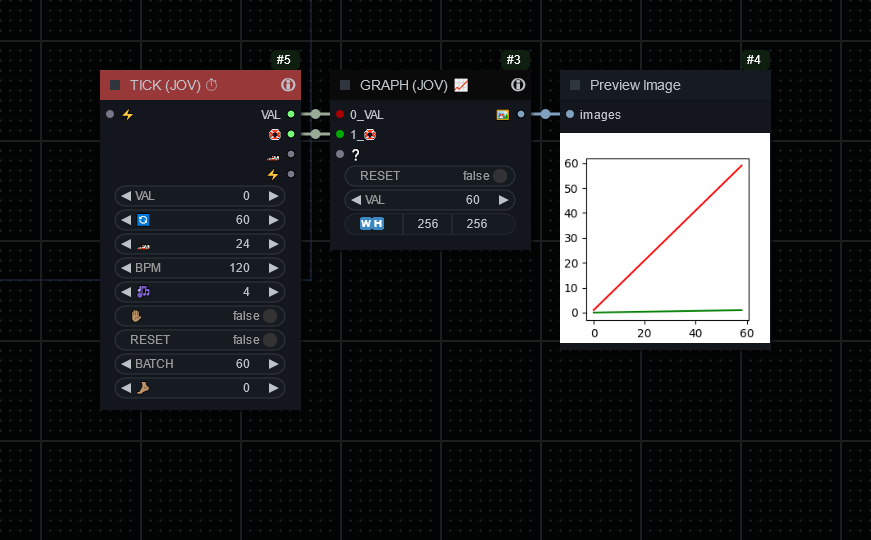 #5
TICK (JOV) ⏱
⚡ VAL
VAL 0
🔄 60
24
BPM 120
🎶 4
✋🏽 false
RESET false
BATCH 60
🦶🏽 0
#3
GRAPH (JOV) 📈
0_VAL
1_🛟
❔
RESET false
VAL 60
W H 256 256
#4
Preview Image
images
60
50
40
30
20
10
0
0 20 40 60